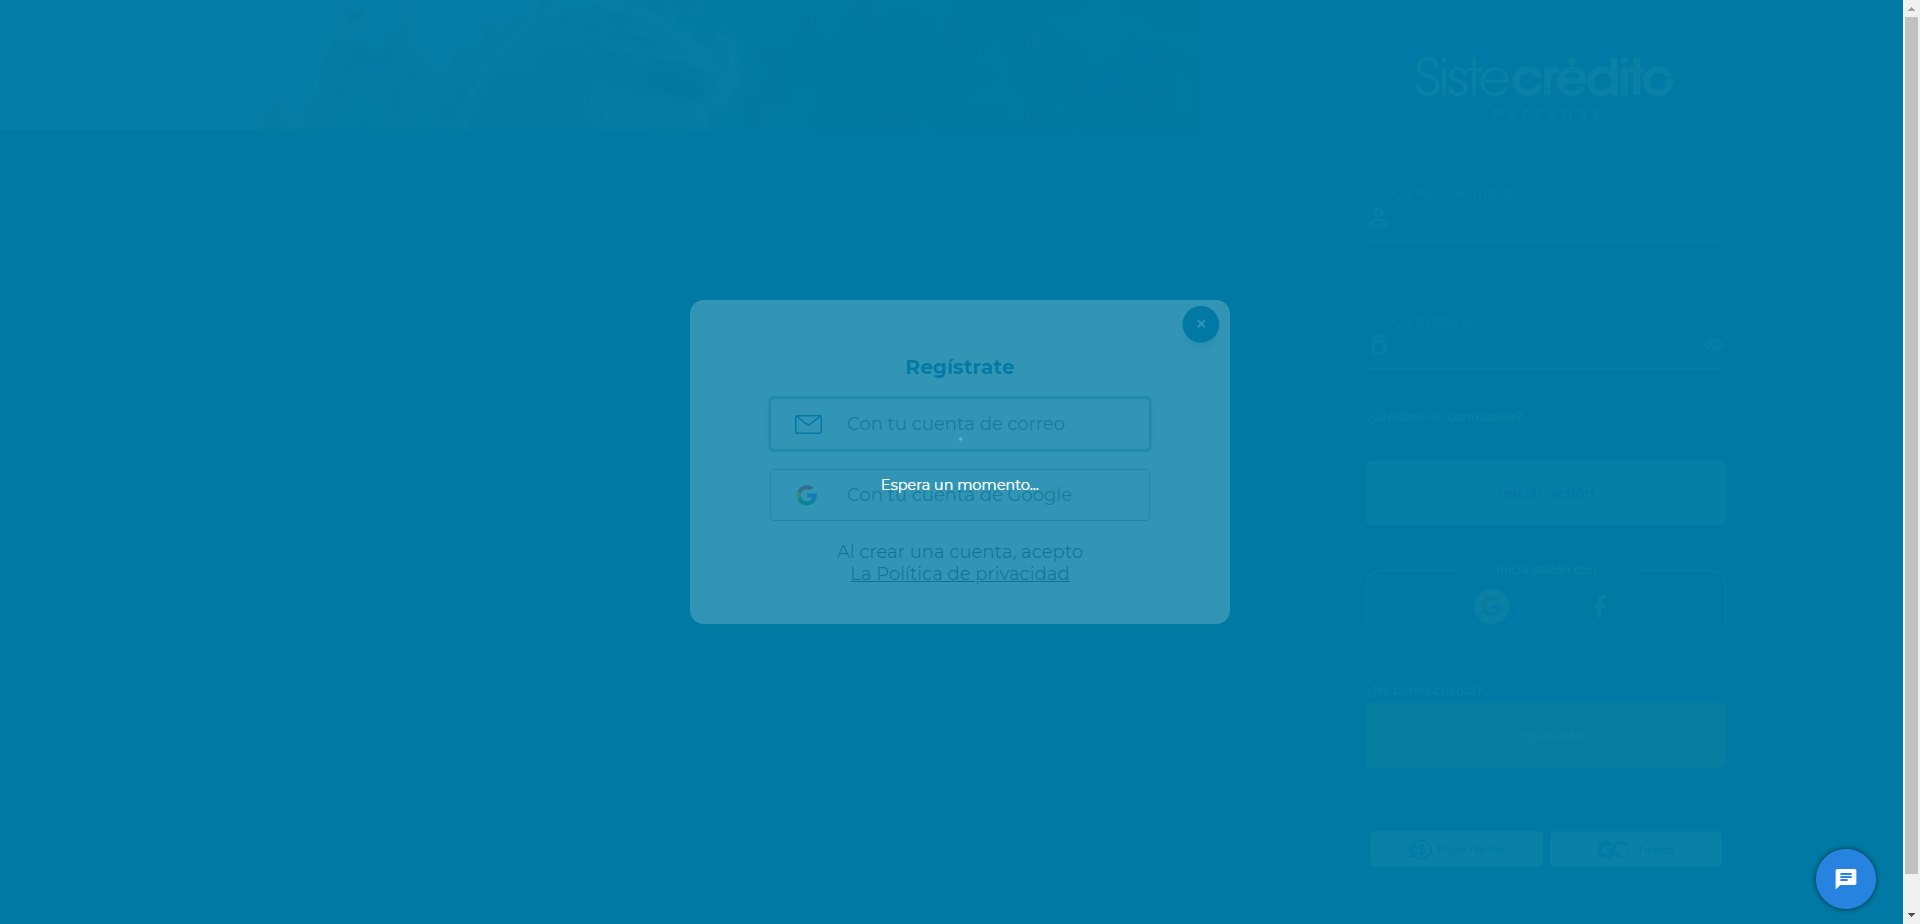 Sistecrédito
Personas
Correo electrónico
Contraseña
¿Olvidaste tu contraseña?
Iniciar sesión
Inicia sesión con
¿No tienes cuenta?
Regístrate
Pago rápido
Tienda
Regístrate
Con tu cuenta de correo
Espera un momento...
Con tu cuenta de Google
Al crear una cuenta, acepto
La Política de privacidad